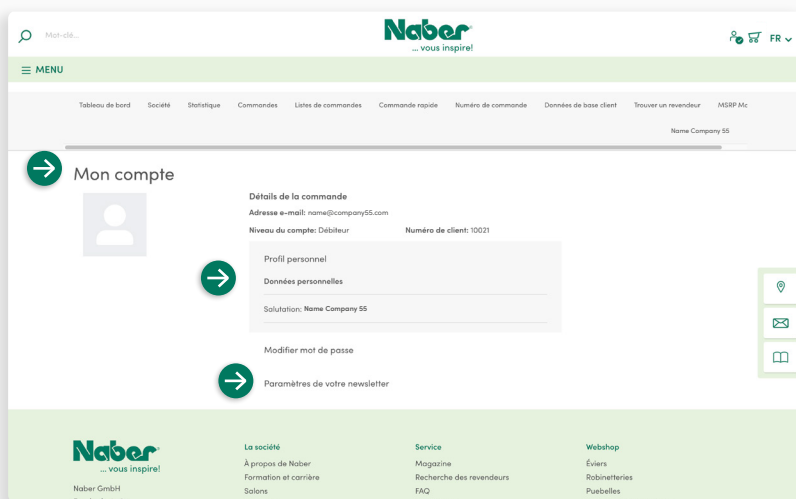 Mot-clé...
Naber
... vous inspire!
FR
MENU
Tableau de bord Société Statistique Commandes Listes de commandes Commande rapide Numéro de commande Données de base client Trouver un revendeur MSRP Mc
Name Company 55
Mon compte
Détails de la commande
Adresse e-mail: name@company55.com
Niveau du compte: Débiteur Numéro de client: 10021
Profil personnel
Données personnelles
Salutation: Name Company 55
Modifier mot de passe
Paramètres de votre newsletter
Naber
... vous inspire!
Naber GmbH
La société
À propos de Naber
Formation et carrière
Salons
Service
Magazine
Recherche des revendeurs
FAQ
Webshop
Éviers
Robinetteries
Puebelles